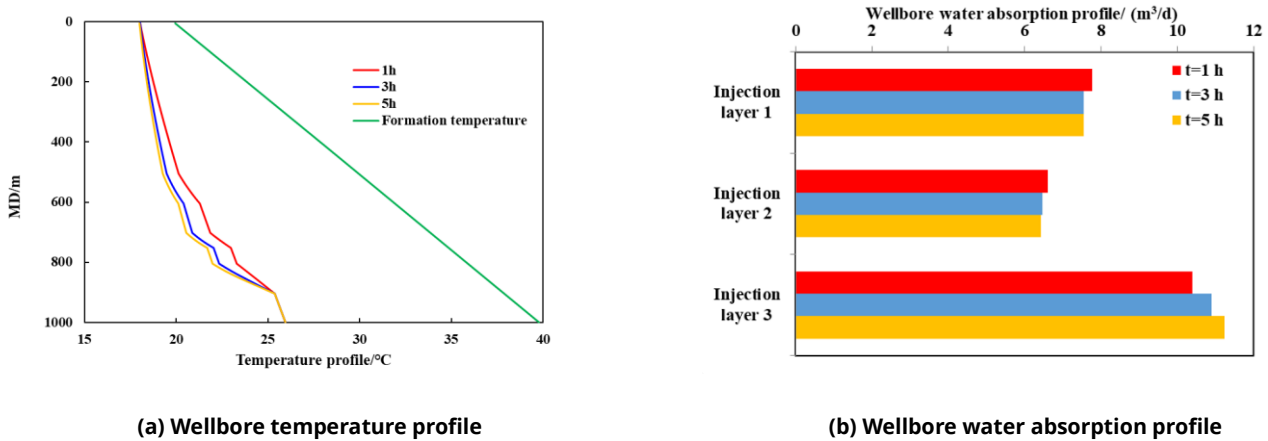 0
200
400
600
800
1000
MD/m
1h
3h
5h
Formation temperature
15 20 25 30 35 40
Temperature profile/°C
(a) Wellbore temperature profile
Wellbore water absorption profile/ (m³/d)
0 2 4 6 8 10 12
Injection
layer 1
Injection
layer 2
Injection
layer 3
t=1 h
t=3 h
t=5 h
(b) Wellbore water absorption profile